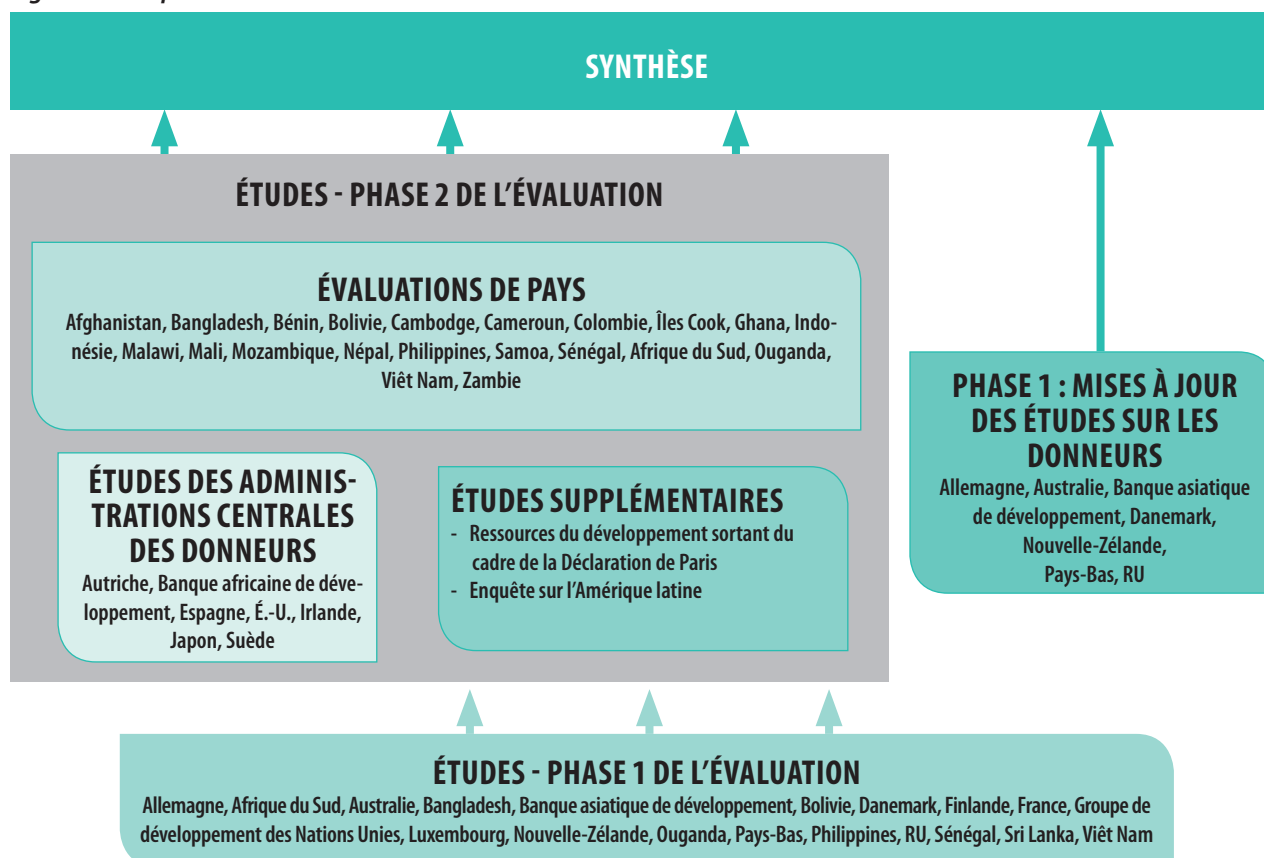 SYNTHÈSE
ÉTUDES - PHASE 2 DE L'ÉVALUATION
ÉVALUATIONS DE PAYS
Afghanistan, Bangladesh, Bénin, Bolivie, Cambodge, Cameroun, Colombie, Îles Cook, Ghana, Indo-
nésie, Malawi, Mali, Mozambique, Népal, Philippines, Samoa, Sénégal, Afrique du Sud, Ouganda,
Viêt Nam, Zambie
ÉTUDES DES ADMINIS-
TRATIONS CENTRALES
DES DONNEURS
Autriche, Banque africaine de déve-
loppement, Espagne, É.-U., Irlande,
Japon, Suède
ÉTUDES SUPPLÉMENTAIRES
- Ressources du développement sortant du
cadre de la Déclaration de Paris
- Enquête sur l'Amérique latine
PHASE 1 : MISES À JOUR
DES ÉTUDES SUR LES
DONNEURS
Allemagne, Australie, Banque asiatique
de développement, Danemark,
Nouvelle-Zélande,
Pays-Bas, RU
ÉTUDES - PHASE 1 DE L'ÉVALUATION
Allemagne, Afrique du Sud, Australie, Bangladesh, Banque asiatique de développement, Bolivie, Danemark, Finlande, France, Groupe de
développement des Nations Unies, Luxembourg, Nouvelle-Zélande, Ouganda, Pays-Bas, Philippines, RU, Sénégal, Sri Lanka, Viêt Nam